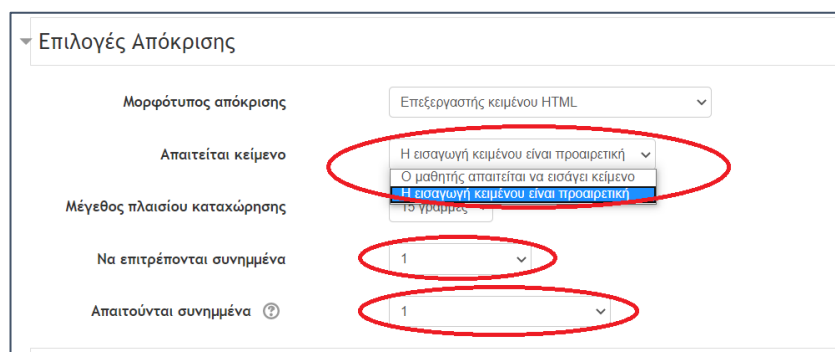 Επιλογές Απόκρισης
Μορφότυπος απόκρισης Επεξεργαστής κειμένου HTML
Απαιτείται κείμενο Η εισαγωγή κειμένου είναι προαιρετική
Ο μαθητής απαιτείται να εισάγει κείμενο
Η εισαγωγή κειμένου είναι προαιρετική
Μέγεθος πλαισίου καταχώρησης 15 γραμμές
Να επιτρέπονται συνημμένα 1
Απαιτούνται συνημμένα ? 1